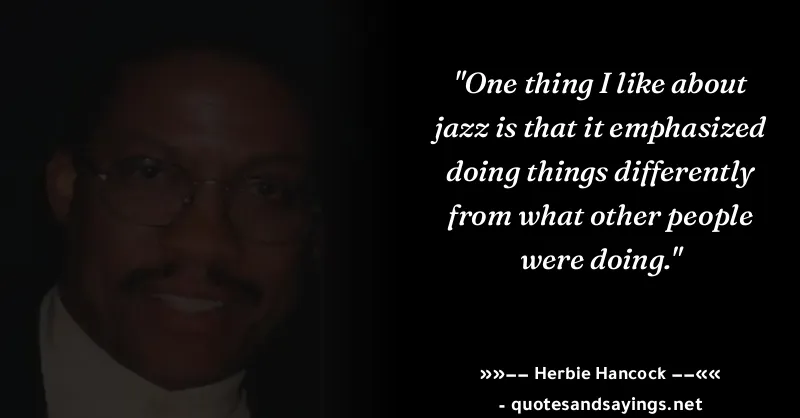 "One thing I like about
jazz is that it emphasized
doing things differently
from what other people
were doing."
»»—— Herbie Hancock ——««
- quotesandsayings.net